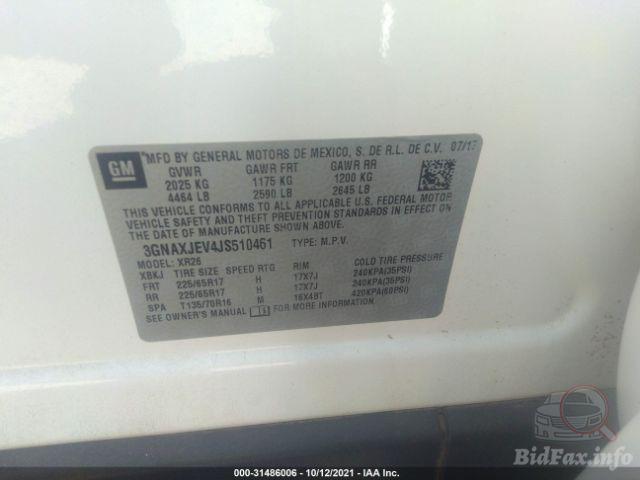 GM
MFD BY GENERAL MOTORS DE MEXICO, S. DE R.L. DE C.V. 07/17
GVWR GAWR FRT GAWR RR
2025 KG 1175 KG 1200 KG
4464 LB 2590 LB 2645 LB
THIS VEHICLE CONFORMS TO ALL APPLICABLE U.S. FEDERAL MOTOR
VEHICLE SAFETY AND THEFT PREVENTION STANDARDS IN EFFECT ON
THE DATE OF MANUFACTURE SHOWN ABOVE.
3GNAXJEV4JS510461 TYPE: M.P.V.
MODEL: XR26
XBKJ TIRE SIZE SPEED RTG RIM COLD TIRE PRESSURE
FRT 225/65R17 H 17X7J 240KPA(35PSI)
RR 225/65R17 H 17X7J 240KPA(35PSI)
SPA T135/70R16 M 16X4BT 420KPA(60PSI)
SEE OWNER'S MANUAL FOR MORE INFORMATION.
BidFax.info
000-31486006 - 10/12/2021 - IAA Inc.